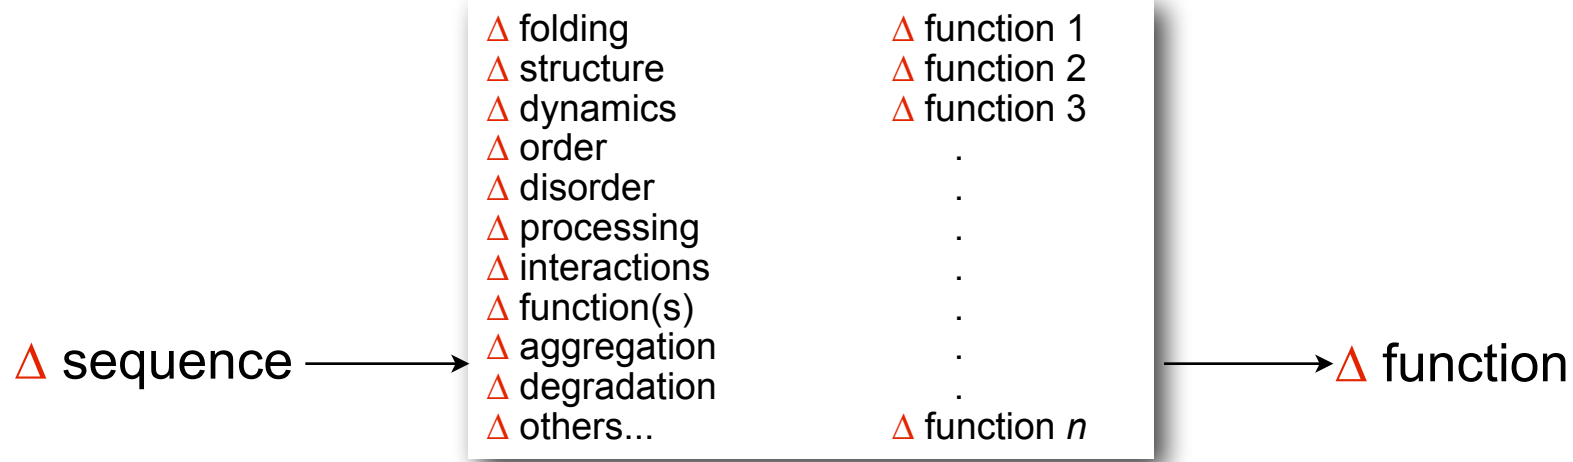 Δ folding Δ function 1
Δ structure Δ function 2
Δ dynamics Δ function 3
Δ order .
Δ disorder .
Δ processing .
Δ interactions .
Δ function(s) .
Δ sequence Δ aggregation . Δ function
Δ degradation .
Δ others... Δ function n